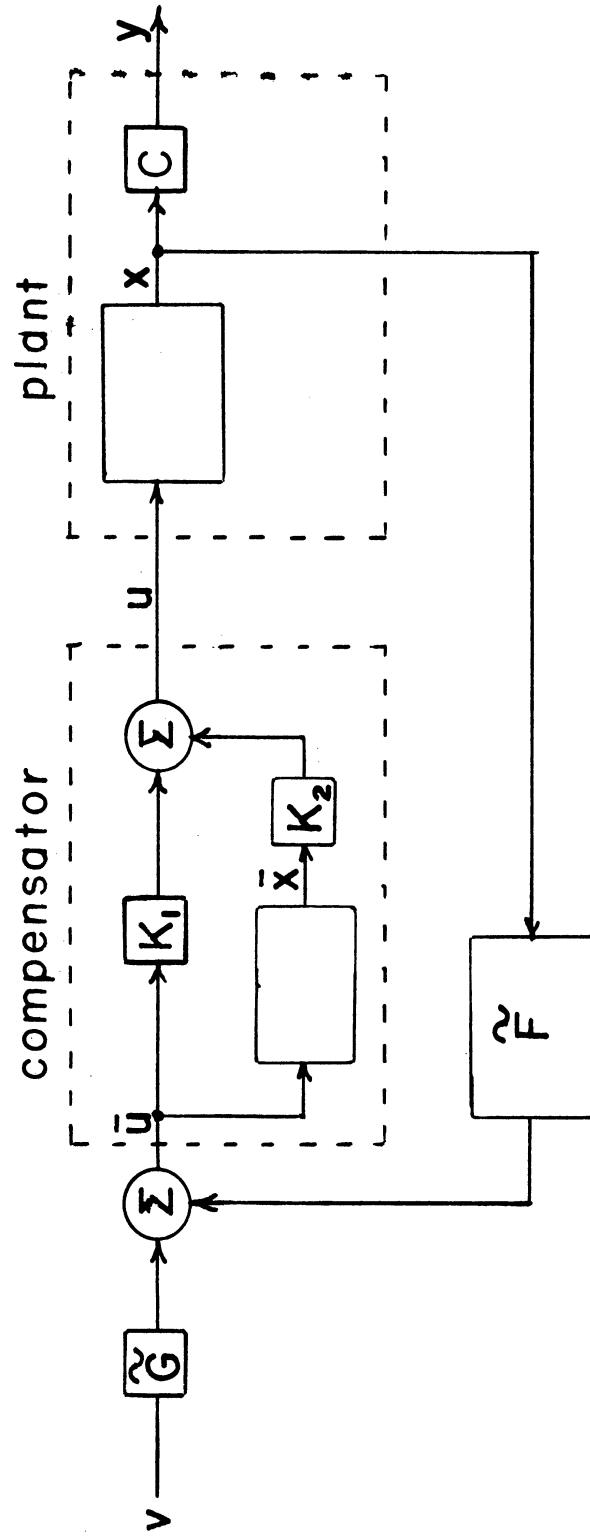 compensator
plant
v
G̃
Σ
ū
K₁
Σ
u
x
C
y
x̄
K₂
F̃